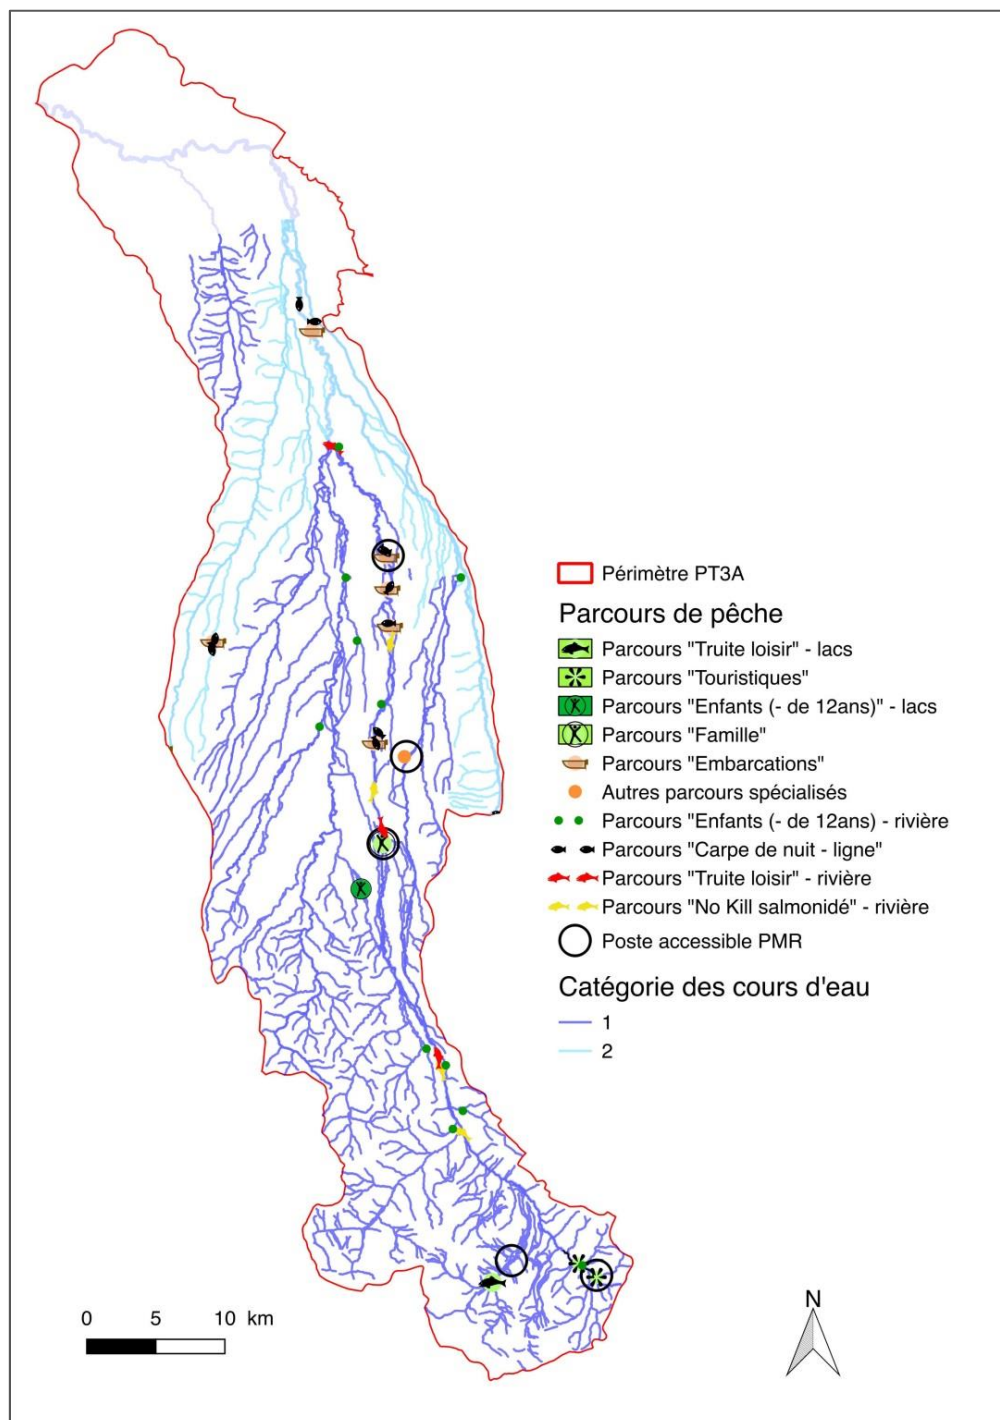 Périmètre PT3A
Parcours de pêche
Parcours "Truite loisir" - lacs
Parcours "Touristiques"
Parcours "Enfants (- de 12ans)" - lacs
Parcours "Famille"
Parcours "Embarcations"
Autres parcours spécialisés
Parcours "Enfants (- de 12ans) - rivière
Parcours "Carpe de nuit - ligne"
Parcours "Truite loisir" - rivière
Parcours "No Kill salmonidé" - rivière
Poste accessible PMR
Catégorie des cours d'eau
1
2
0 5 10 km
N